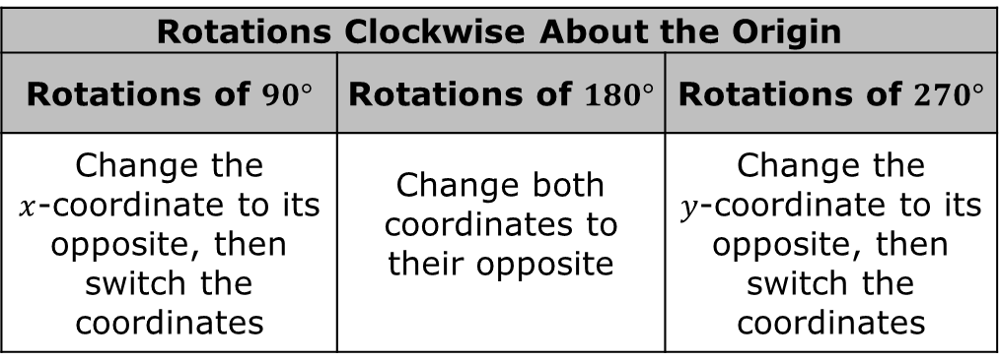 Rotations Clockwise About the Origin
Rotations of 90°
Rotations of 180°
Rotations of 270°
Change the
x-coordinate to its
opposite, then
switch the
coordinates
Change both
coordinates to
their opposite
Change the
y-coordinate to its
opposite, then
switch the
coordinates